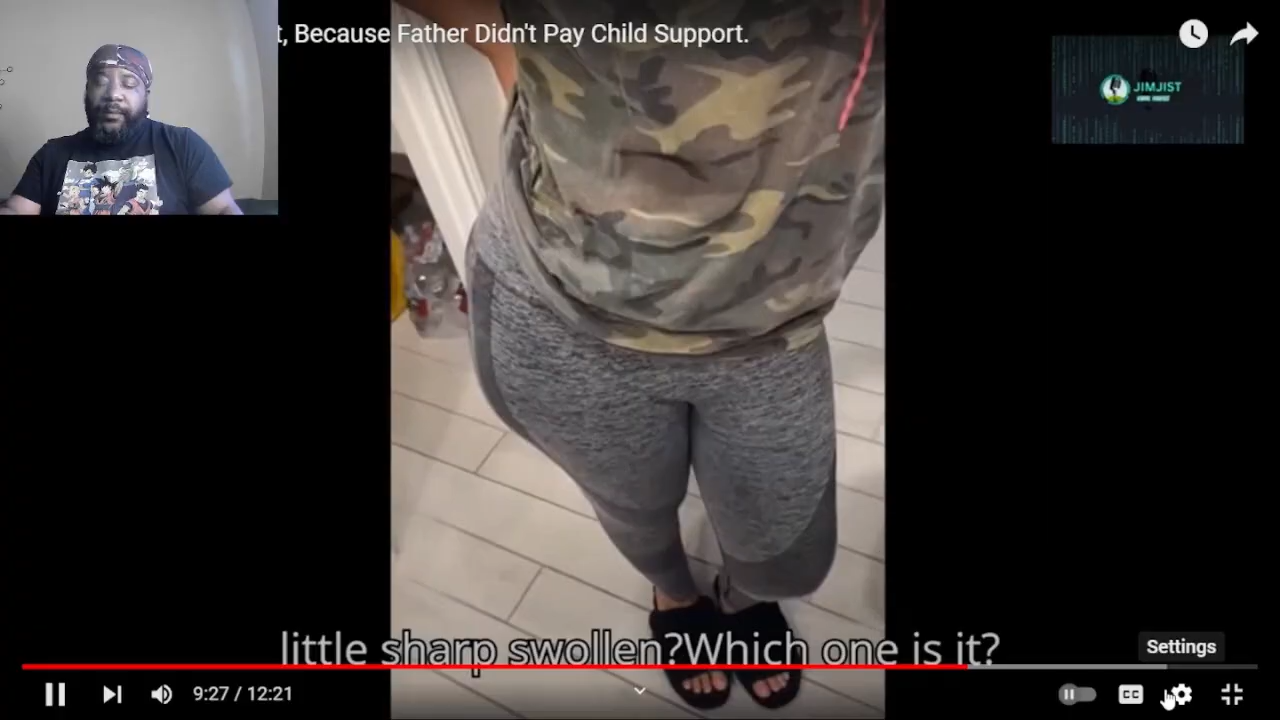 t, Because Father Didn't Pay Child Support.
JIMJIST
little sharp swollen?Which one is it?
Settings
9:27 / 12:21
CC